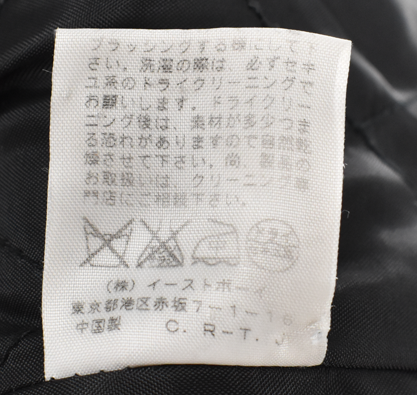 ブラッシングする様にして下
さい。洗濯の際は 必ずセキ
ユ系のドライクリーニングで
お願いします。ドライクリー
ニング後は、素材が多少つま
る恐れがありますので自然乾
燥させて下さい。尚、製品の
お取扱いは、クリーニング専
門店にご相談下さい。
ドライ
(株)イーストボーイ
東京都港区赤坂7-1-16
中国製 C. R-T. J